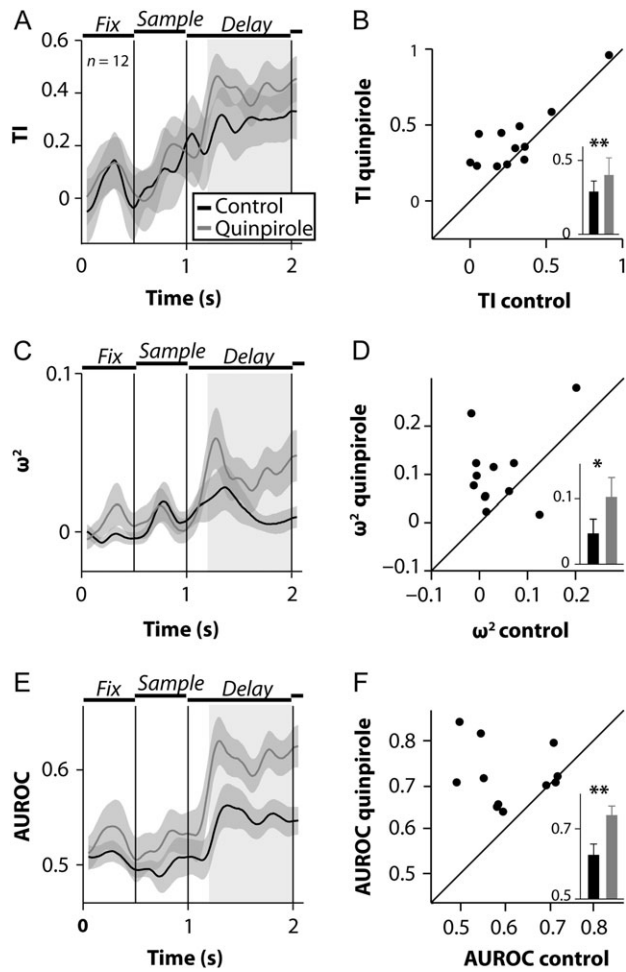 A
Fix Sample Delay
n = 12
0.6
0.4
0.2
0
TI
Control
Quinpirole
0 1 2
Time (s)
B
1
0.5
0
TI quinpirole
**
0.5
0
0 0.5 1
TI control
C
Fix Sample Delay
0.1
0
ω²
0 1 2
Time (s)
D
0.2
0.1
0
−0.1
ω² quinpirole
*
0.1
0
−0.1 0 0.1 0.2
ω² control
E
Fix Sample Delay
0.6
0.5
AUROC
0 1 2
Time (s)
F
0.8
0.7
0.6
0.5
AUROC quinpirole
**
0.7
0.5
0.5 0.6 0.7 0.8
AUROC control